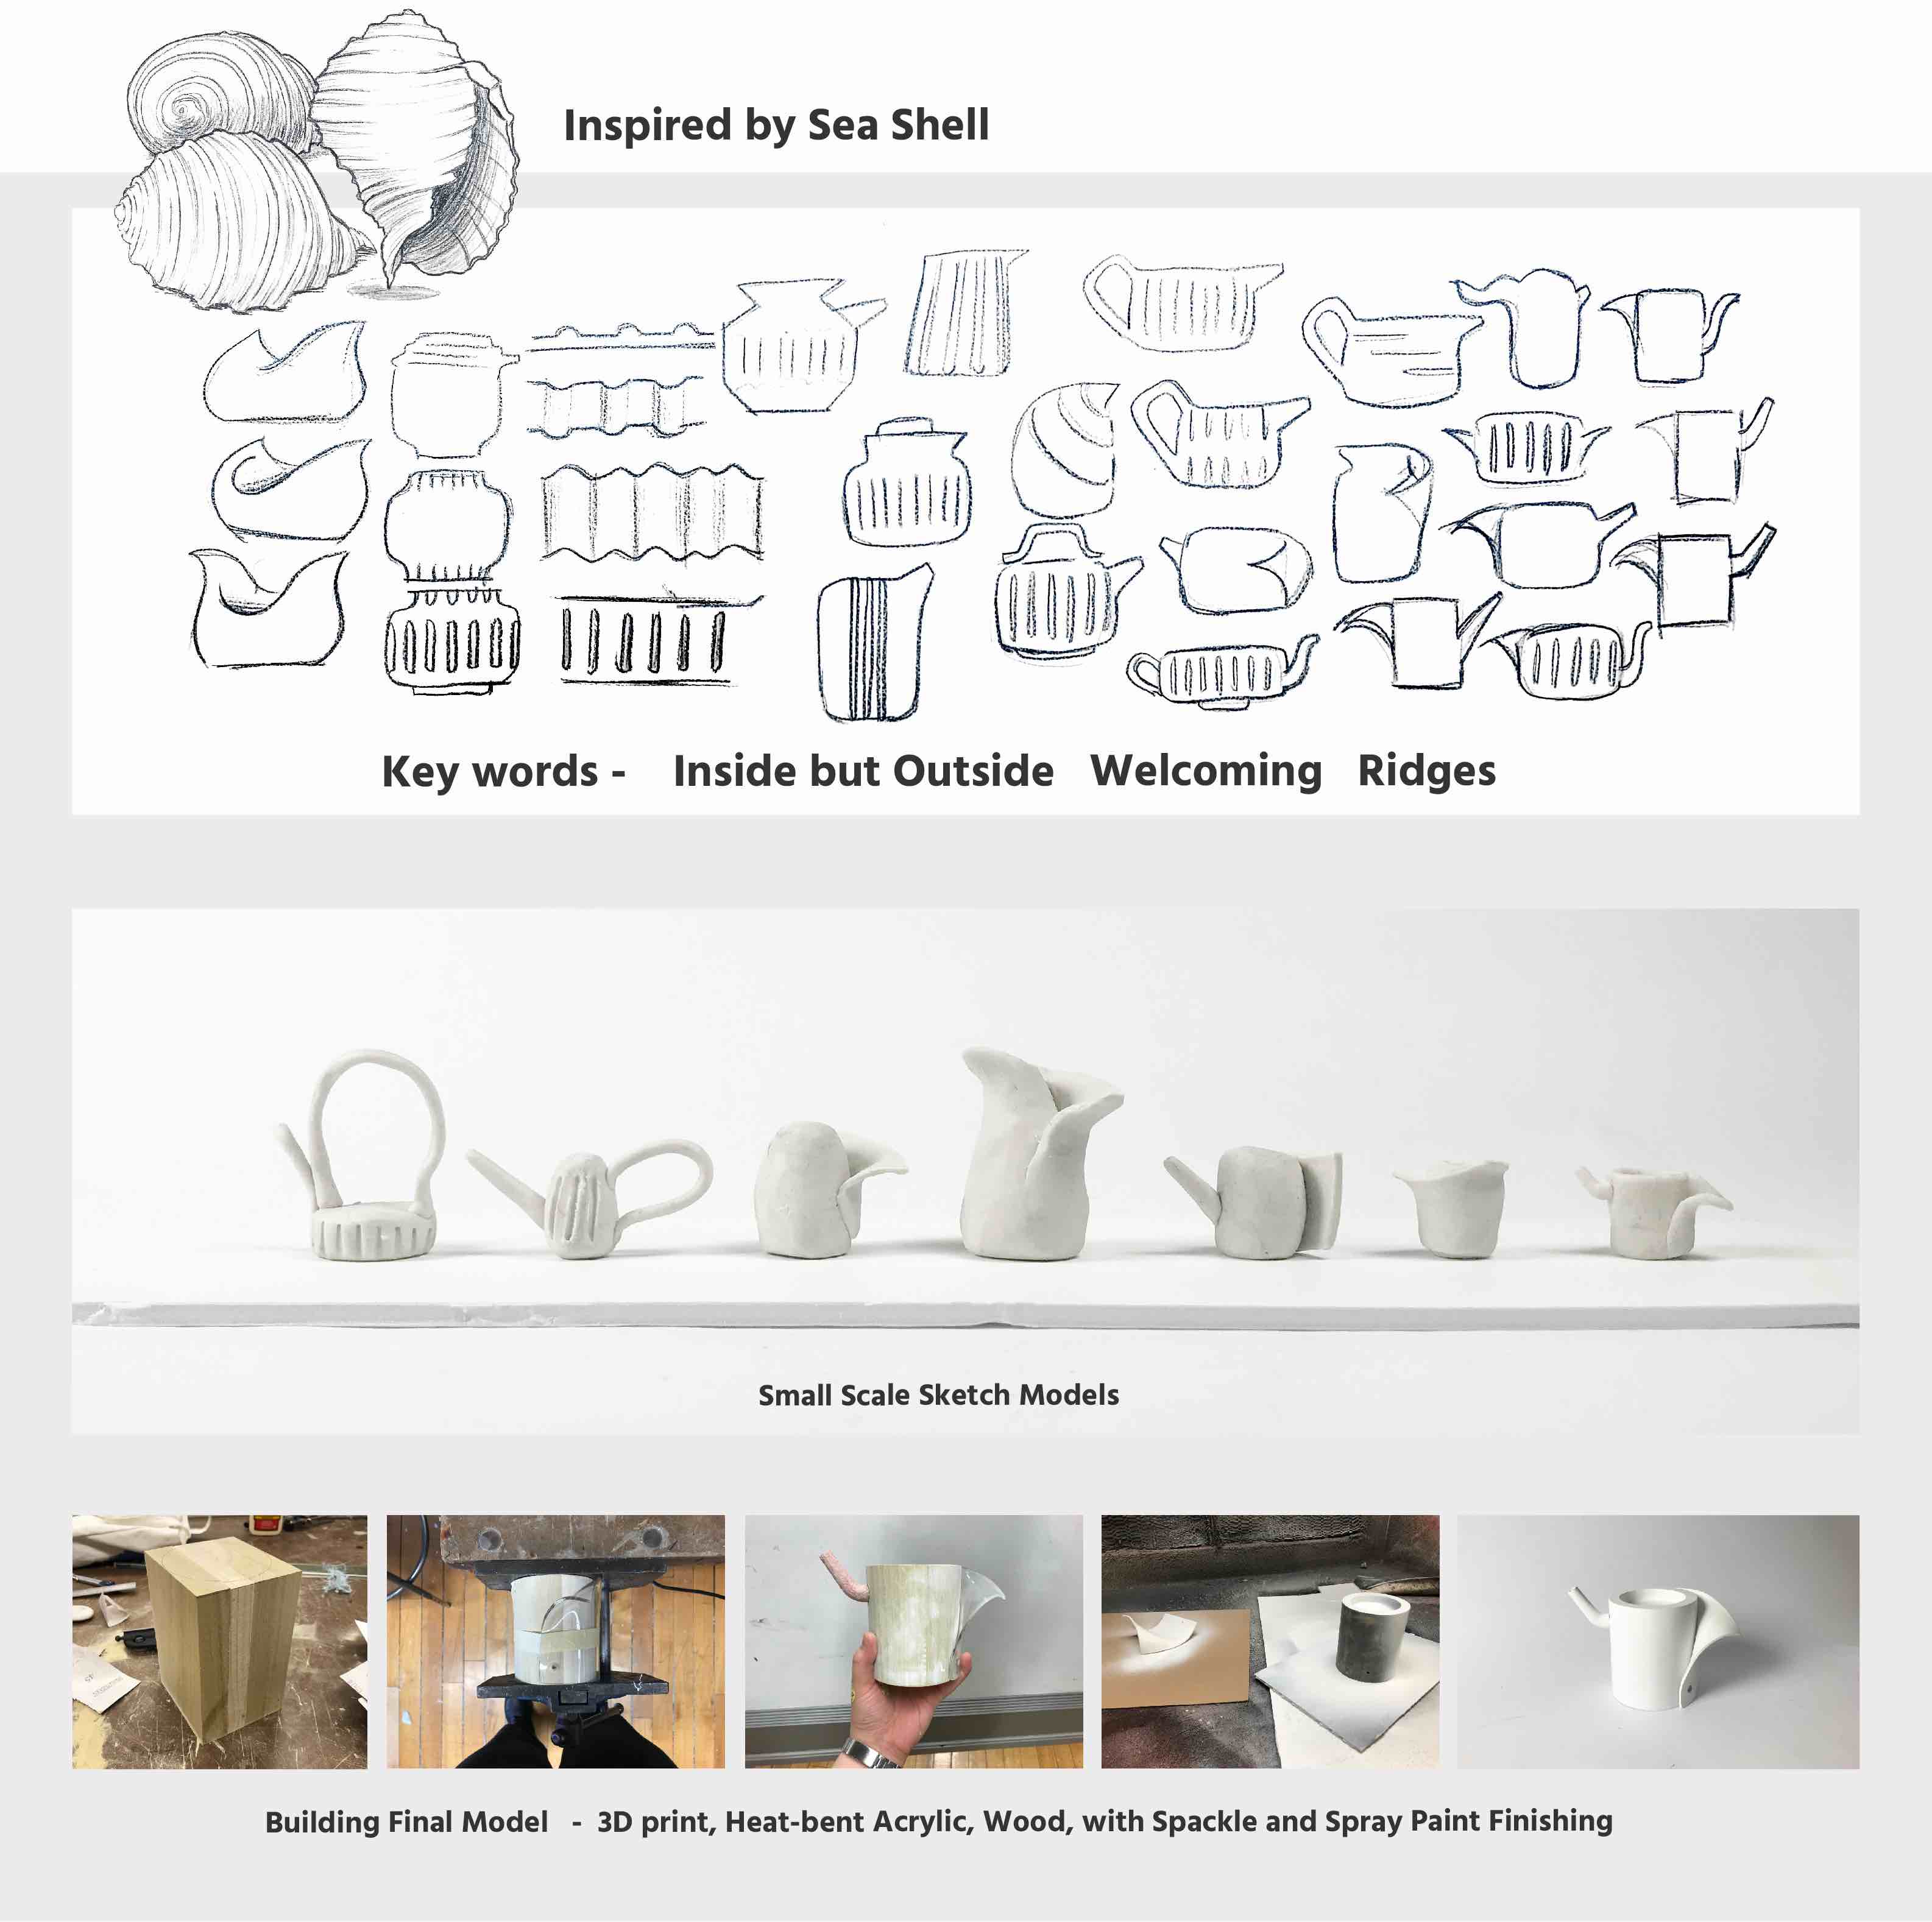 Inspired by Sea Shell
Key words - Inside but Outside Welcoming Ridges
Small Scale Sketch Models
Building Final Model - 3D print, Heat-bent Acrylic, Wood, with Spackle and Spray Paint Finishing